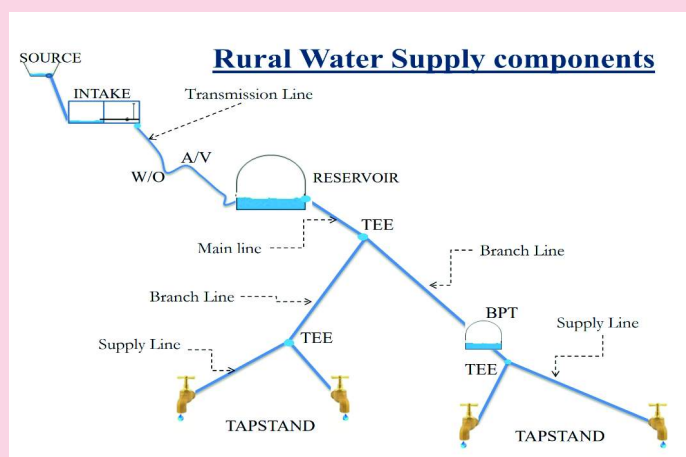 Rural Water Supply components
SOURCE
INTAKE
Transmission Line
A/V
W/O
RESERVOIR
TEE
Main line
Branch Line
Branch Line
BPT
Supply Line
Supply Line
TEE
TEE
TAPSTAND
TAPSTAND